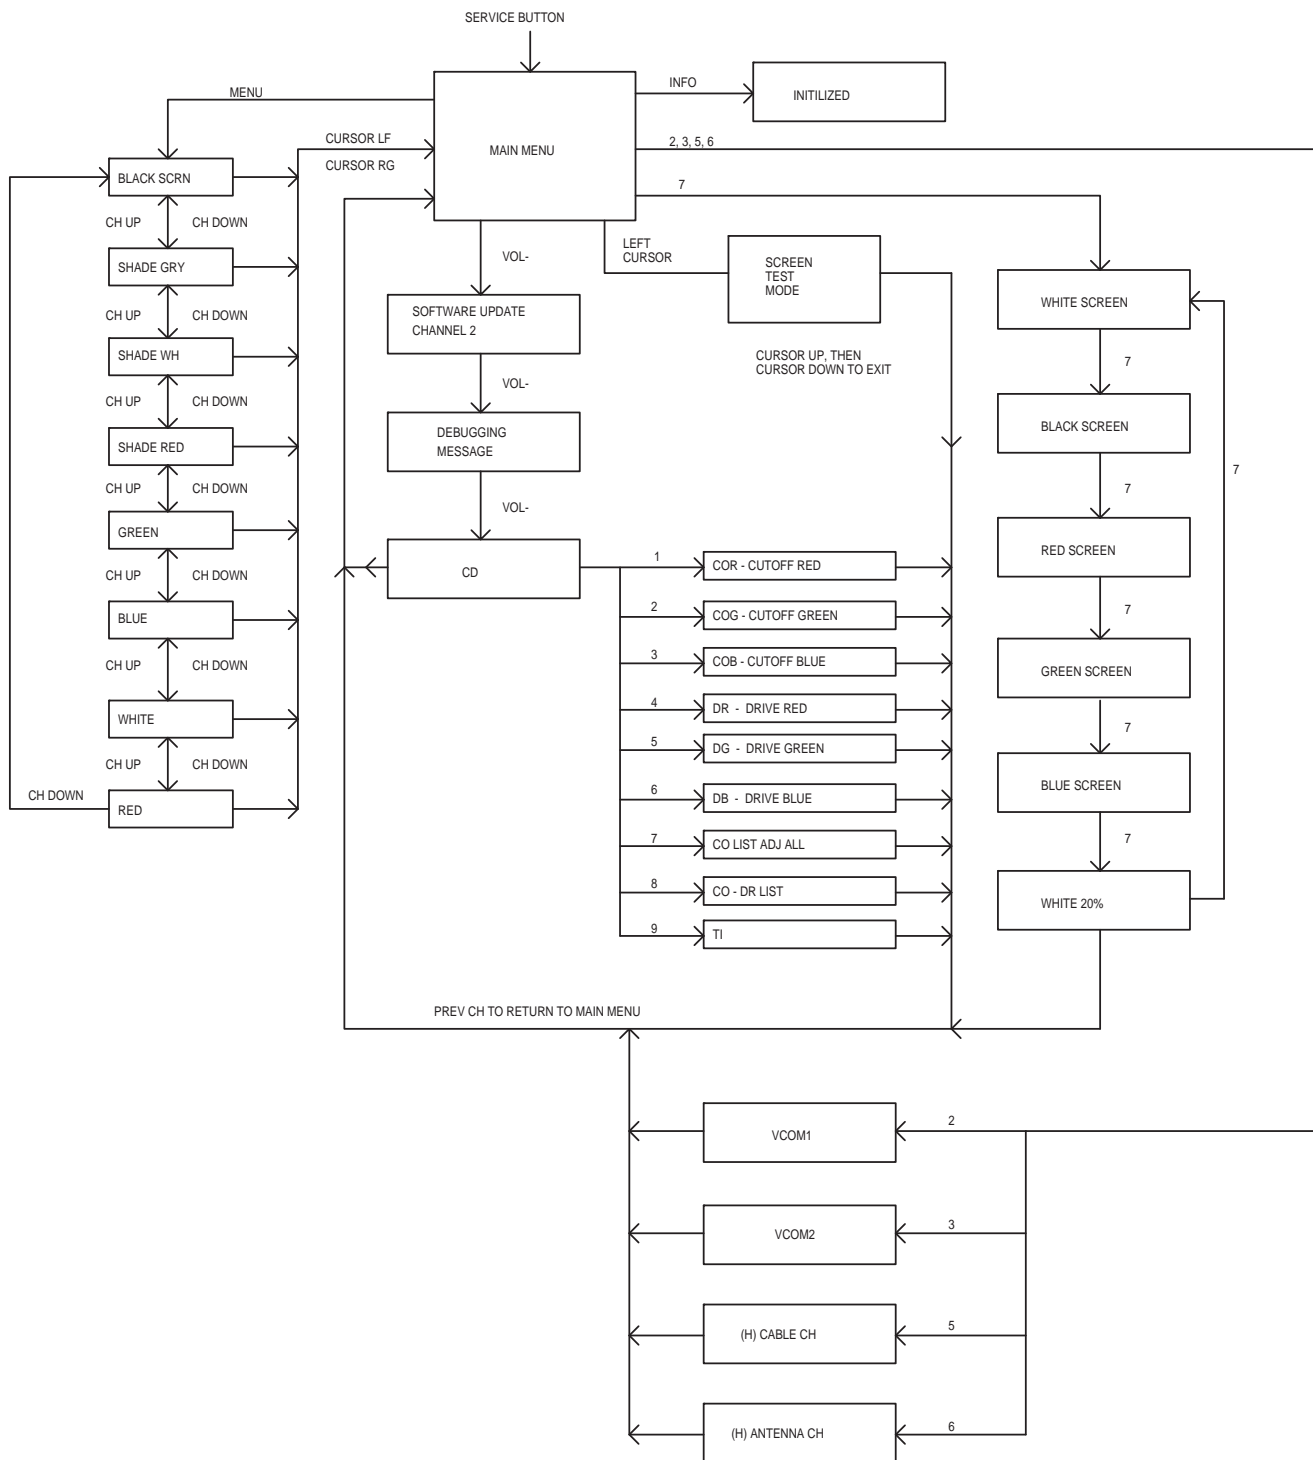 SERVICE BUTTON
MENU
INFO
INITILIZED
MAIN MENU
2, 3, 5, 6
CURSOR LF
CURSOR RG
7
BLACK SCRN
CH UP
CH DOWN
SHADE GRY
CH UP
CH DOWN
SHADE WH
CH UP
CH DOWN
SHADE RED
CH UP
CH DOWN
GREEN
CH UP
CH DOWN
BLUE
CH UP
CH DOWN
WHITE
CH UP
CH DOWN
RED
CH DOWN
VOL-
SOFTWARE UPDATE
CHANNEL 2
VOL-
DEBUGGING
MESSAGE
VOL-
CD
LEFT
CURSOR
SCREEN
TEST
MODE
CURSOR UP, THEN
CURSOR DOWN TO EXIT
1
COR - CUTOFF RED
2
COG - CUTOFF GREEN
3
COB - CUTOFF BLUE
4
DR - DRIVE RED
5
DG - DRIVE GREEN
6
DB - DRIVE BLUE
7
CO LIST ADJ ALL
8
CO - DR LIST
9
TI
WHITE SCREEN
7
BLACK SCREEN
7
RED SCREEN
7
GREEN SCREEN
7
BLUE SCREEN
7
WHITE 20%
7
PREV CH TO RETURN TO MAIN MENU
VCOM1
2
VCOM2
3
(H) CABLE CH
5
(H) ANTENNA CH
6